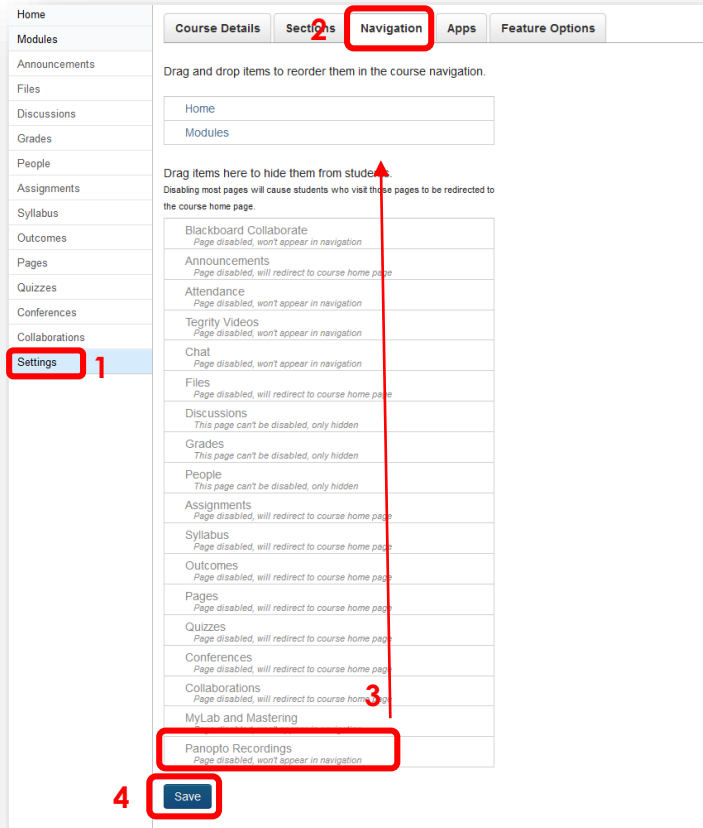 Home
Modules
Announcements
Files
Discussions
Grades
People
Assignments
Syllabus
Outcomes
Pages
Quizzes
Conferences
Collaborations
Settings
1
Course Details
Sections
2
Navigation
Apps
Feature Options
Drag and drop items to reorder them in the course navigation.
Home
Modules
Drag items here to hide them from students.
Disabling most pages will cause students who visit those pages to be redirected to
the course home page.
Blackboard Collaborate
Page disabled, won't appear in navigation
Announcements
Page disabled, will redirect to course home page
Attendance
Page disabled, won't appear in navigation
Tegrity Videos
Page disabled, won't appear in navigation
Chat
Page disabled, won't appear in navigation
Files
Page disabled, will redirect to course home page
Discussions
This page can't be disabled, only hidden
Grades
This page can't be disabled, only hidden
People
This page can't be disabled, only hidden
Assignments
Page disabled, will redirect to course home page
Syllabus
Page disabled, will redirect to course home page
Outcomes
Page disabled, will redirect to course home page
Pages
Page disabled, will redirect to course home page
Quizzes
Page disabled, will redirect to course home page
Conferences
Page disabled, will redirect to course home page
Collaborations
Page disabled, will redirect to course home page
3
MyLab and Mastering
Page disabled, won't appear in navigation
Panopto Recordings
Page disabled, won't appear in navigation
4
Save